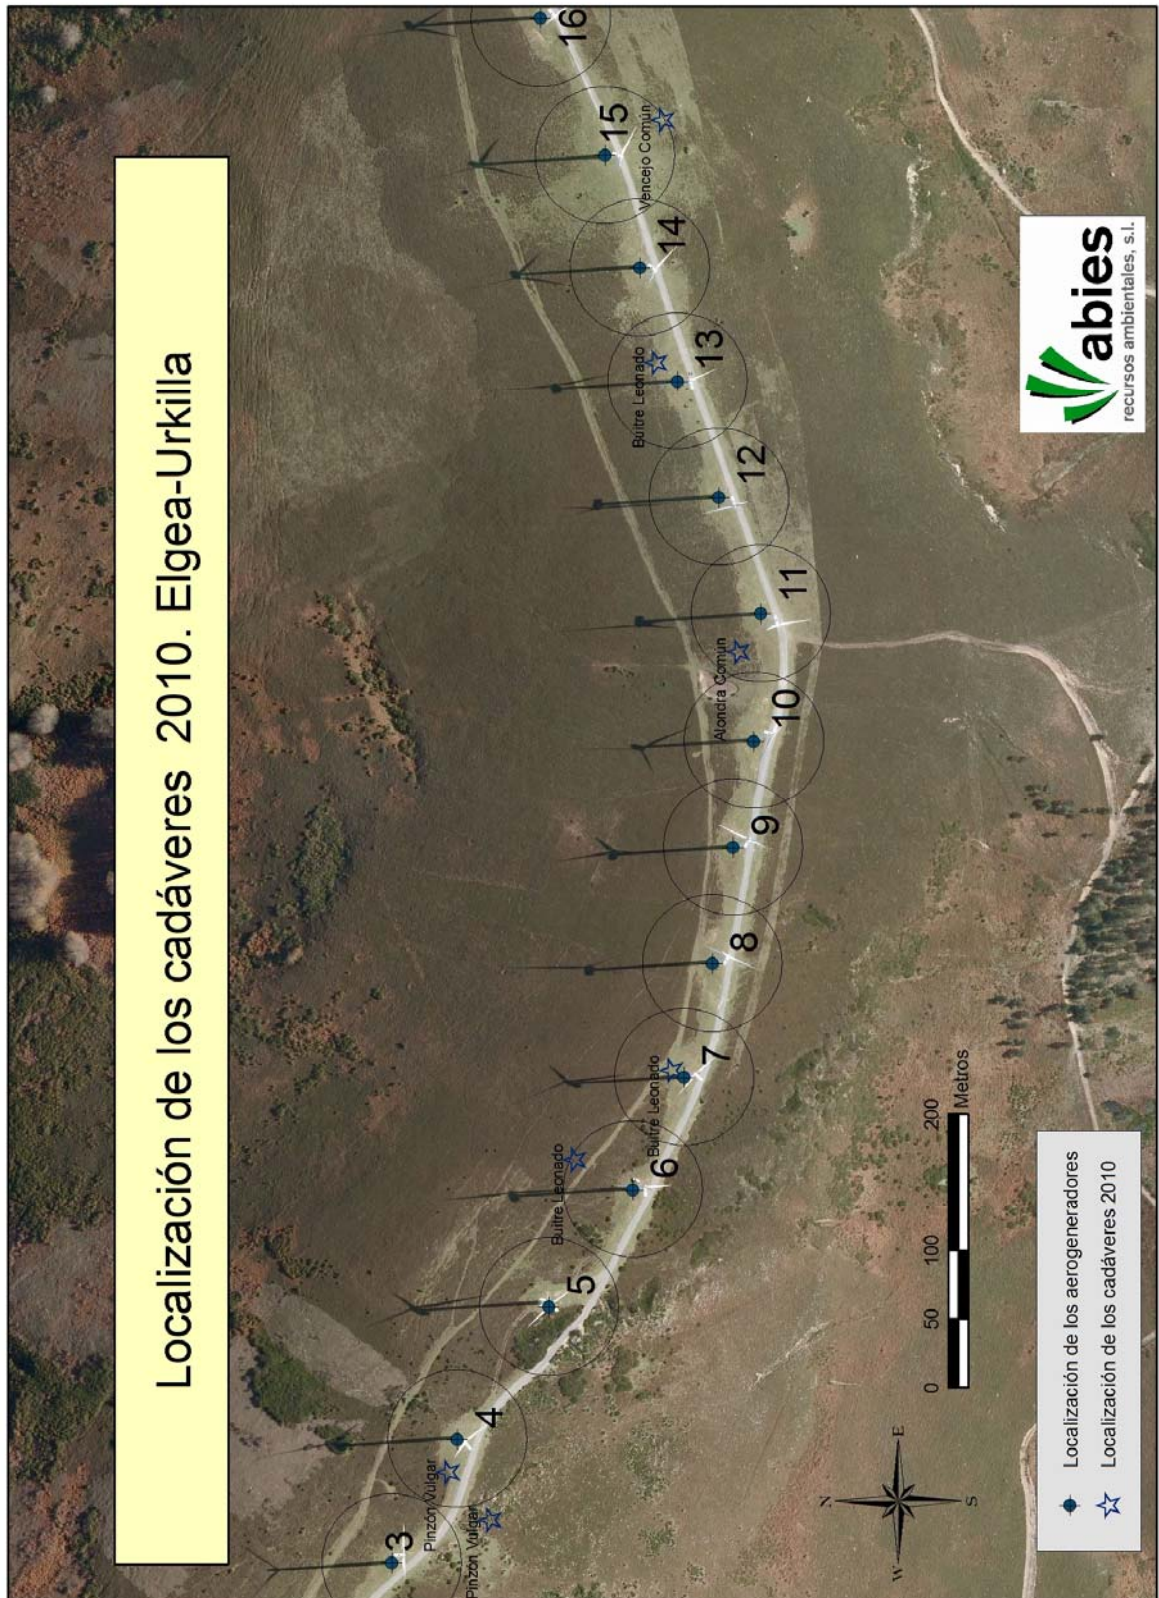 Localización de los cadáveres 2010. Elgea-Urkilla
3
Pinzón Vulgar
Pinzón Vulgar
4
5
Buitre Leonado
6
Buitre Leonado
7
8
9
10
Alondra Común
11
12
Buitre Leonado
13
14
15
Vencejo Común
16
N
W
E
S
0 50 100 200
Metros
Localización de los aerogeneradores
Localización de los cadáveres 2010
abies
recursos ambientales, s.l.